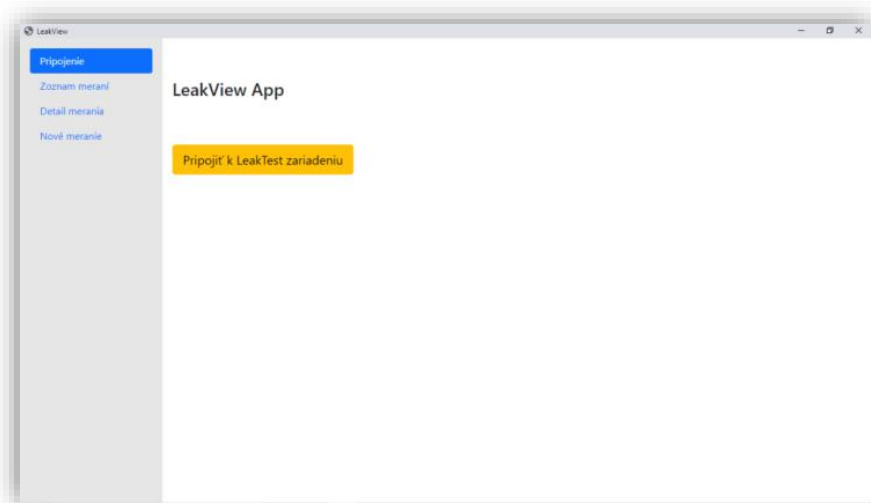 LeakView
Pripojenie
Zoznam meraní
Detail merania
Nové meranie
LeakView App
Pripojiť k LeakTest zariadeniu